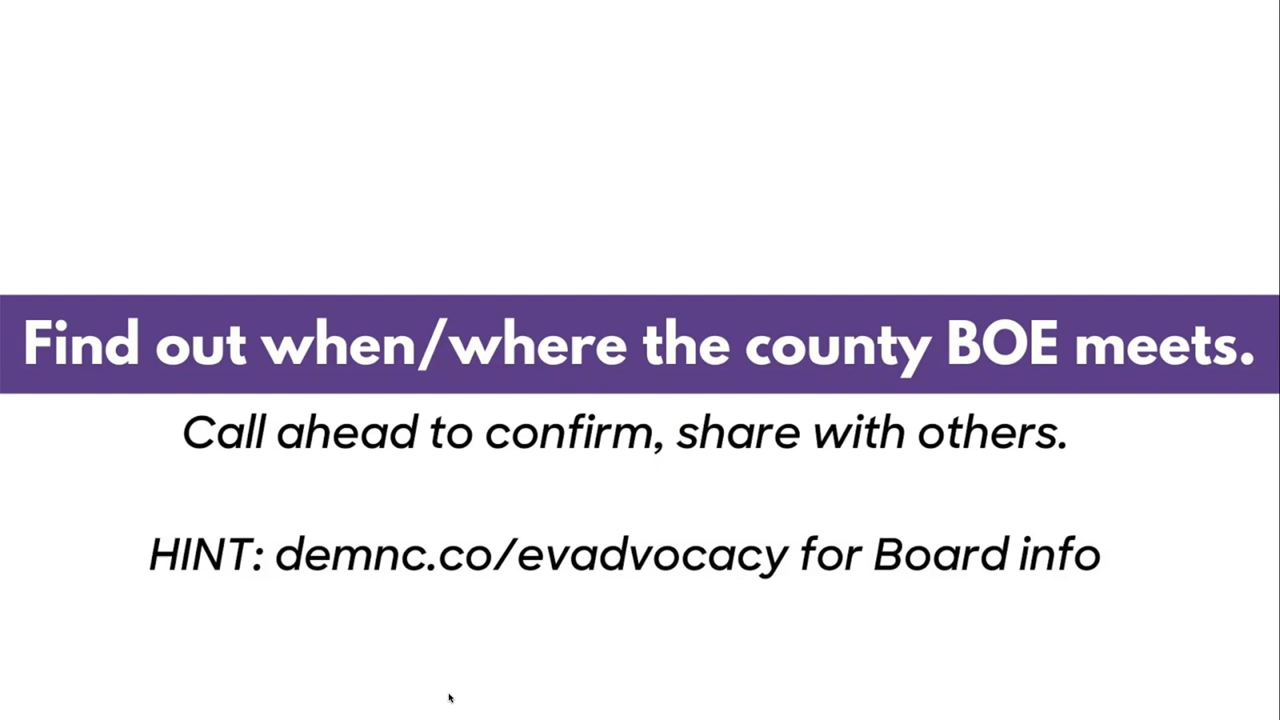 Find out when/where the county BOE meets.
Call ahead to confirm, share with others.
HINT: demnc.co/evadvocacy for Board info